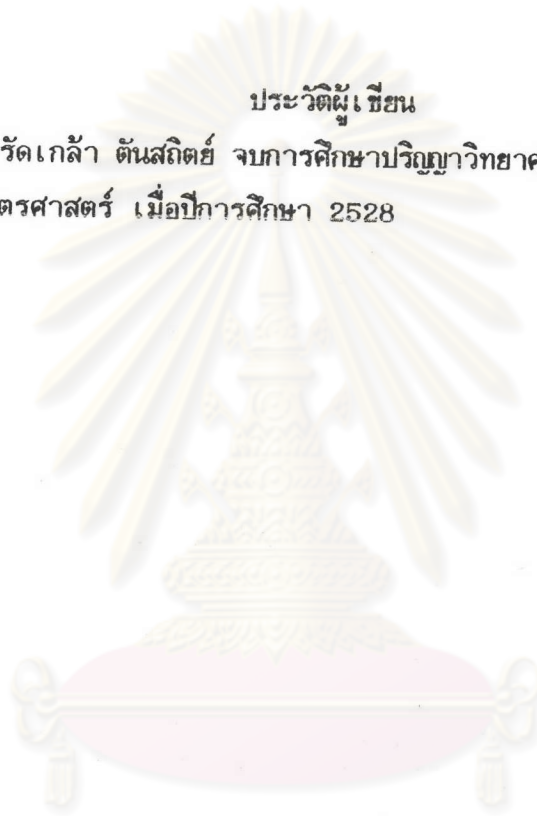 ประวัติผู้เขียน
รัดเกล้า ตันสถิตย์ จบการศึกษาปริญญาวิทยาศ
ตรศาสตร์ เมื่อปีการศึกษา 2528